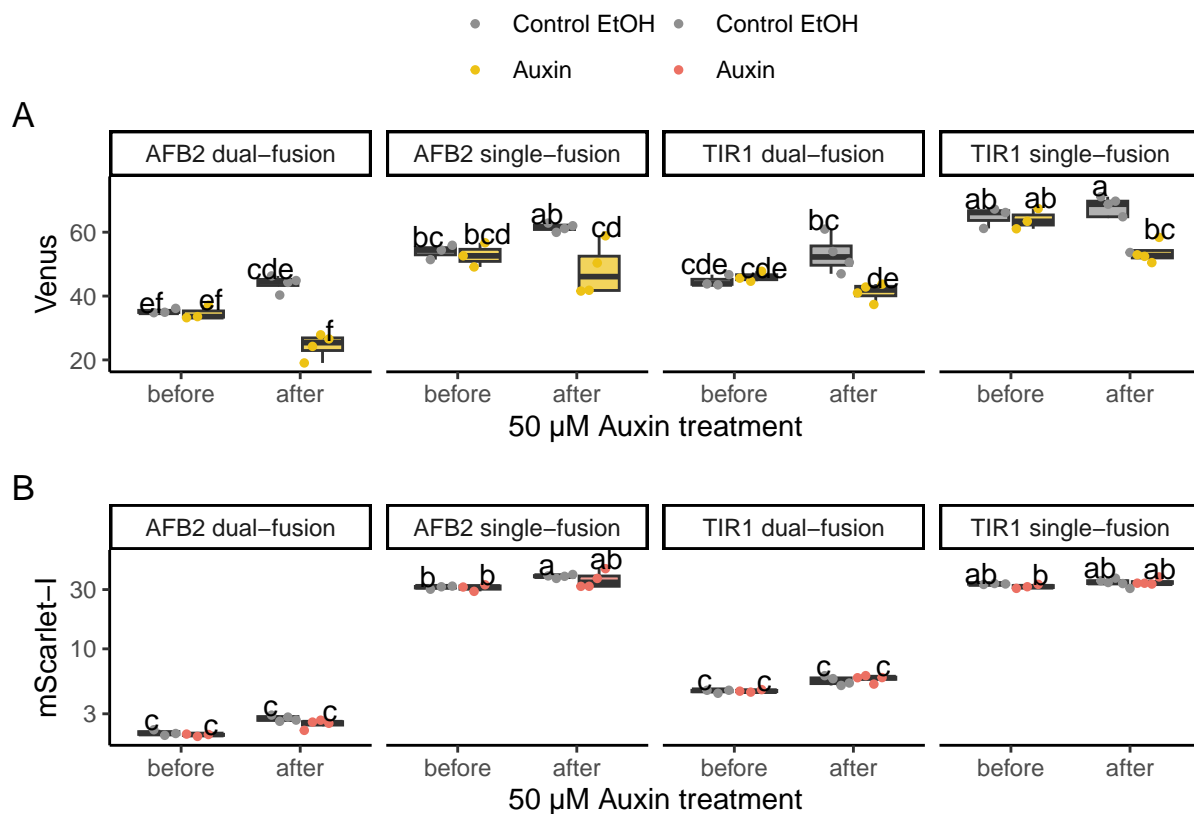 Control EtOH Control EtOH
Auxin Auxin
A
AFB2 dual−fusion AFB2 single−fusion TIR1 dual−fusion TIR1 single−fusion
Venus
60
40
20
ef ef cde f
bc bcd ab cd
cde cde bc de
ab ab a bc
before after before after before after before after
50 µM Auxin treatment
B
AFB2 dual−fusion AFB2 single−fusion TIR1 dual−fusion TIR1 single−fusion
mScarlet−I
30
10
3
c c c c
b b a ab
c c c c
ab b ab ab
before after before after before after before after
50 µM Auxin treatment